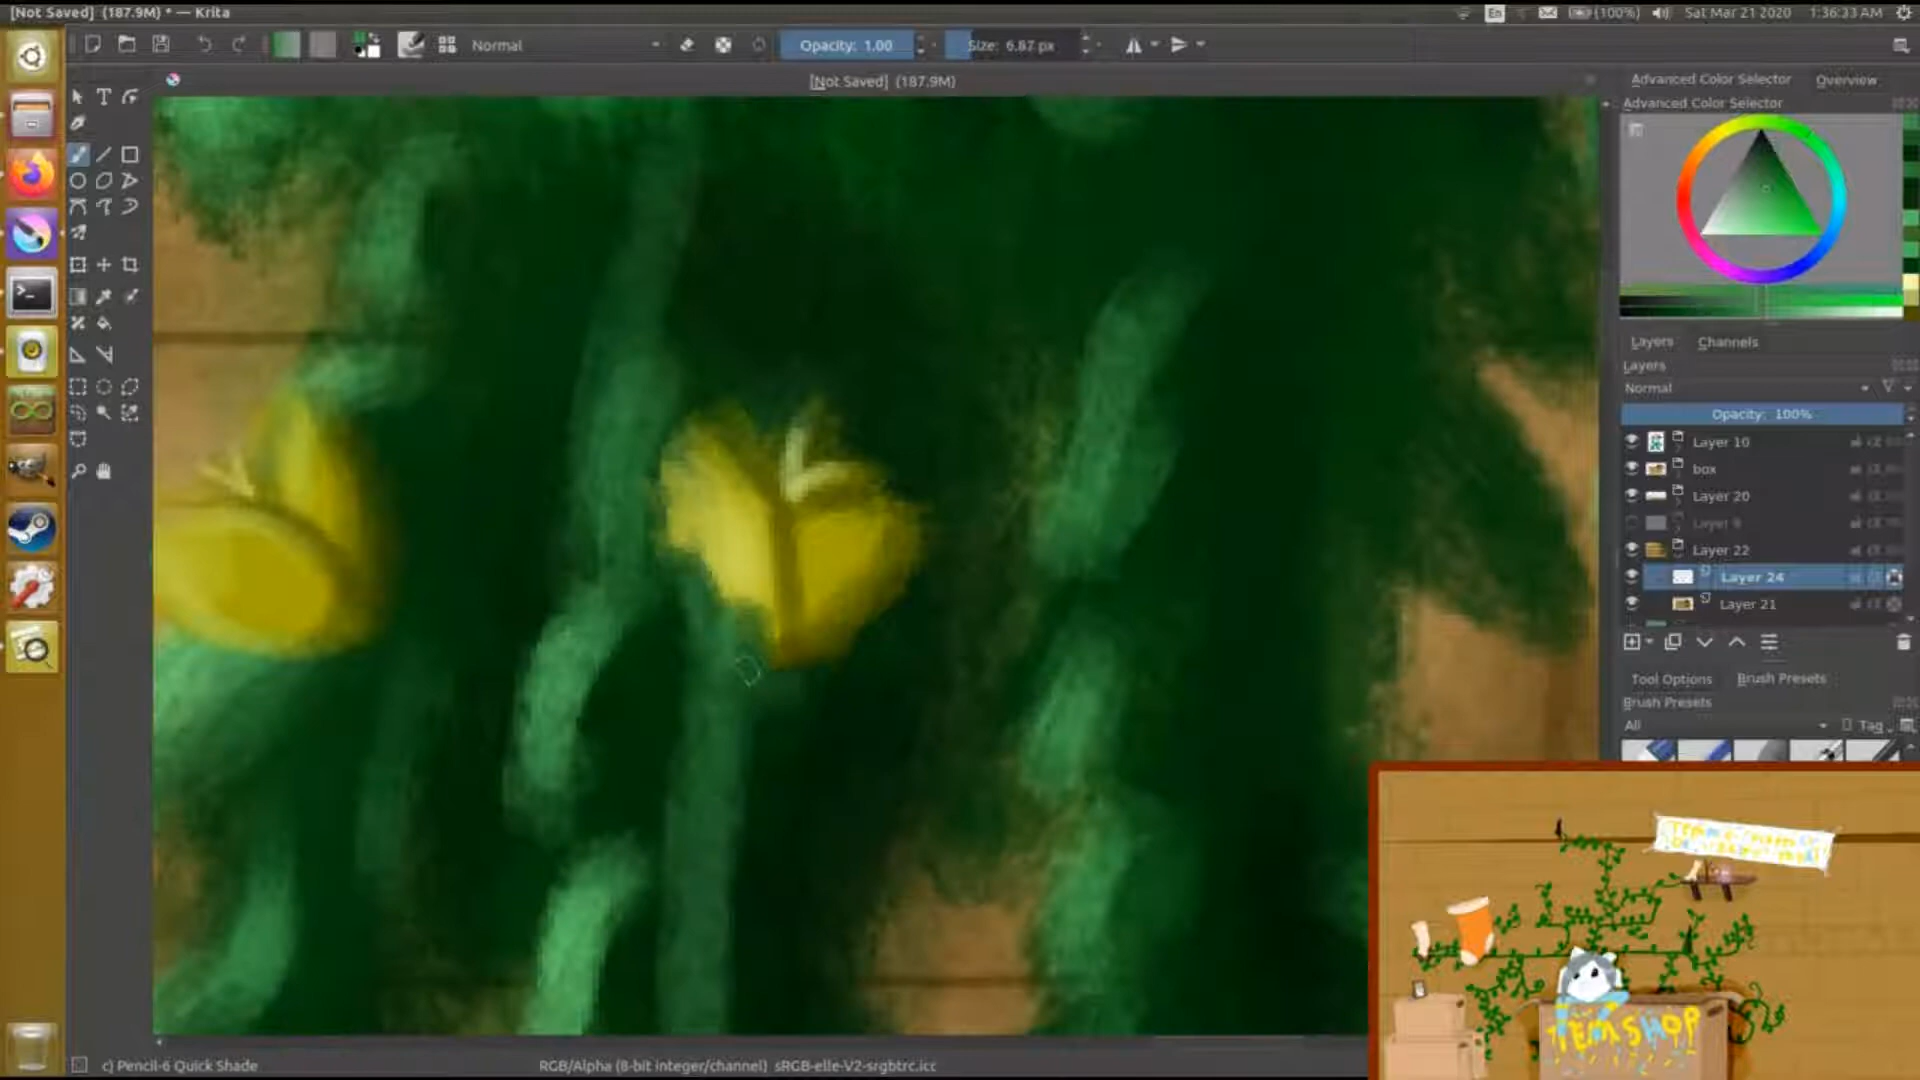 [Not Saved] (187.9M) * — Krita
En
(100%)
Sat Mar 21 2020
1:36:33 AM
Normal
Opacity: 1.00
Size: 6.87 px
[Not Saved] (187.9M)
Advanced Color Selector
Overview
Advanced Color Selector
Layers
Channels
Layers
Normal
Opacity: 100%
Layer 10
box
Layer 20
Layer 22
Layer 24
Layer 21
Tool Options
Brush Presets
Brush Presets
All
Tag
TEM SHOP
c) Pencil-6 Quick Shade
RGB/Alpha (8-bit integer/channel) sRGB-elle-V2-srgbtrc.icc